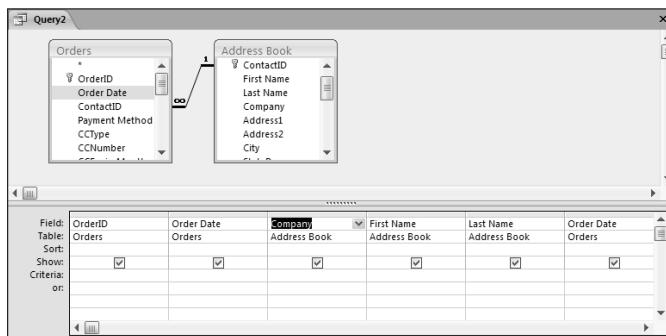 Query2
Orders
*
OrderID
Order Date
ContactID
Payment Method
CCType
CCNumber
1
∞
Address Book
ContactID
First Name
Last Name
Company
Address1
Address2
City
Field: OrderID Order Date Company First Name Last Name Order Date
Table: Orders Orders Address Book Address Book Address Book Orders
Sort:
Show:
Criteria:
or: